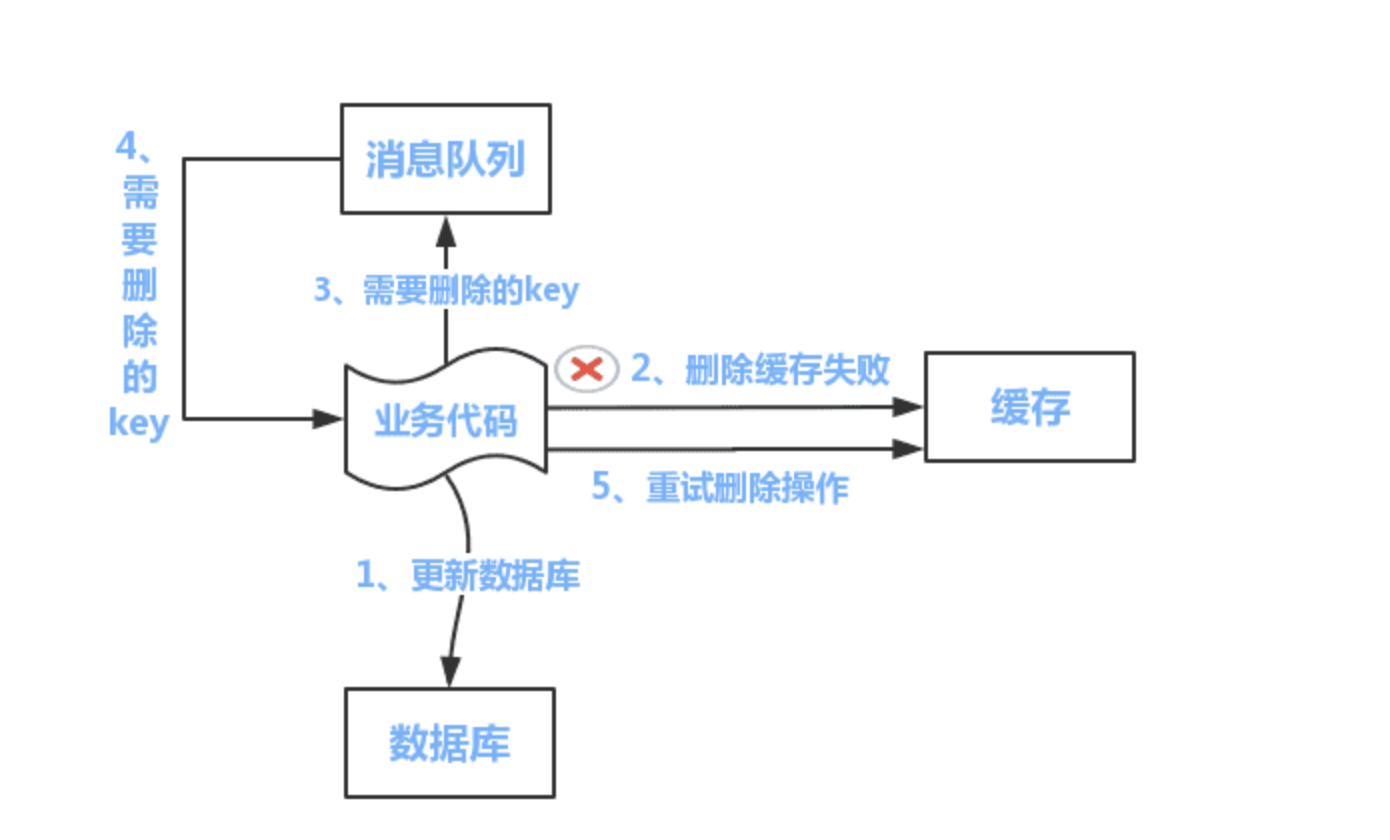 消息队列
4、需要删除的key
3、需要删除的key
2、删除缓存失败
业务代码
缓存
5、重试删除操作
1、更新数据库
数据库